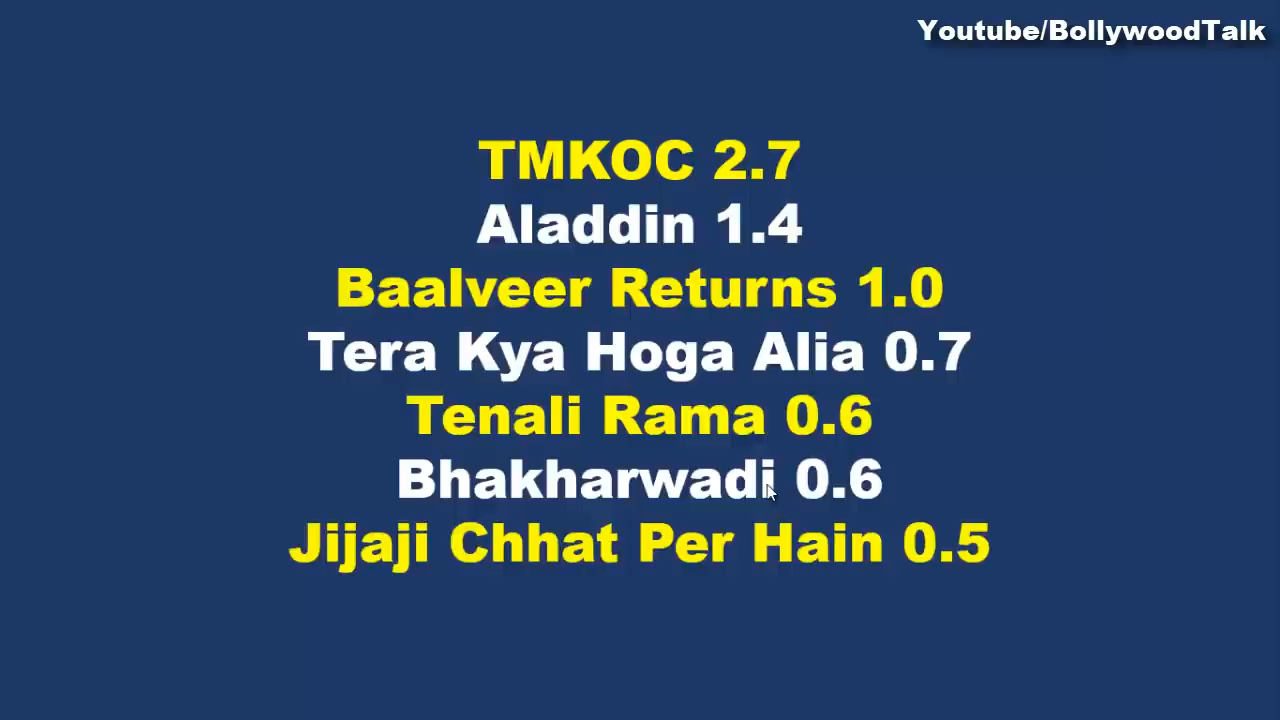 Youtube/BollywoodTalk
TMKOC 2.7
Aladdin 1.4
Baalveer Returns 1.0
Tera Kya Hoga Alia 0.7
Tenali Rama 0.6
Bhakharwadi 0.6
Jijaji Chhat Per Hain 0.5